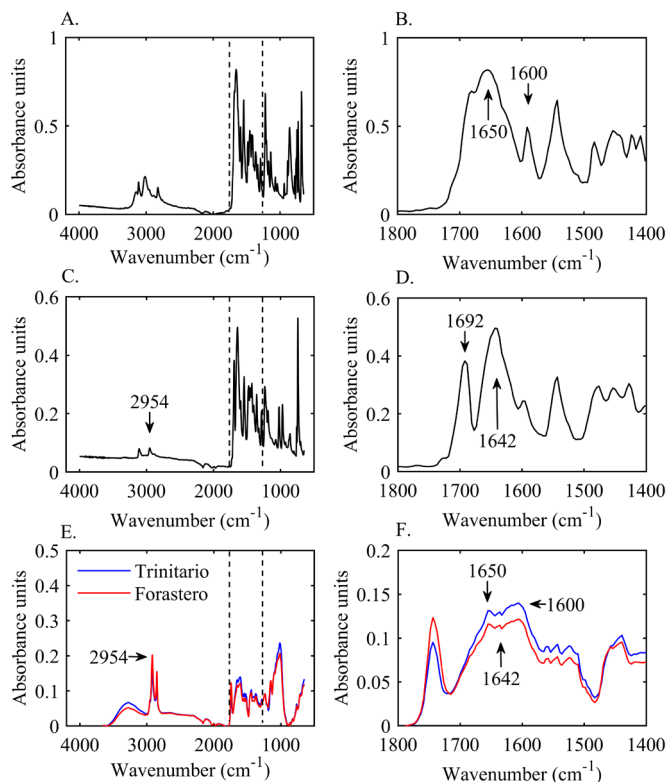 A.
B.
Absorbance units
1
0.5
0
4000 3000 2000 1000
Wavenumber (cm-1)
Absorbance units
1
0.5
0
1600
1650
1800 1700 1600 1500 1400
Wavenumber (cm-1)
C.
D.
Absorbance units
0.6
0.4
0.2
0
2954
4000 3000 2000 1000
Wavenumber (cm-1)
Absorbance units
0.6
0.4
0.2
0
1692
1642
1800 1700 1600 1500 1400
Wavenumber (cm-1)
E.
F.
Absorbance units
0.5
0.4
0.3
0.2
0.1
0
Trinitario
Forastero
2954
4000 3000 2000 1000
Wavenumber (cm-1)
Absorbance units
0.2
0.15
0.1
0.05
0
1650
1600
1642
1800 1700 1600 1500 1400
Wavenumber (cm-1)